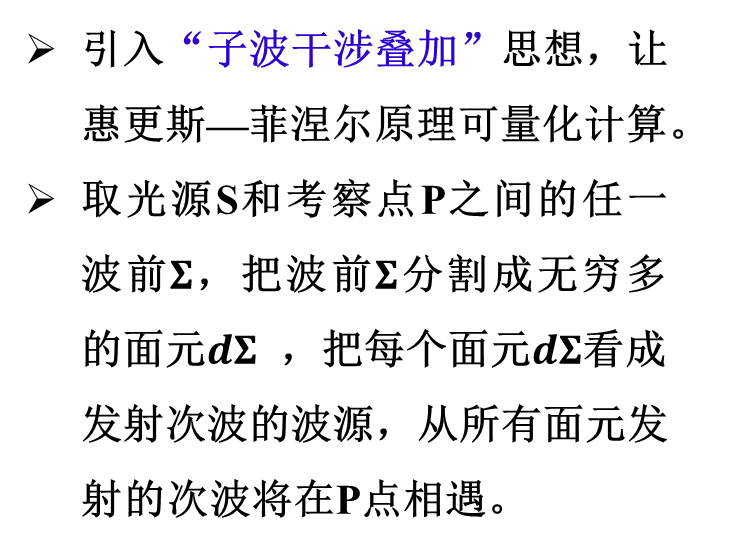 ➢ 引入“子波干涉叠加”思想，让
惠更斯—菲涅尔原理可量化计算。
➢ 取光源S和考察点P之间的任一
波前Σ，把波前Σ分割成无穷多
的面元dΣ ，把每个面元dΣ看成
发射次波的波源，从所有面元发
射的次波将在P点相遇。